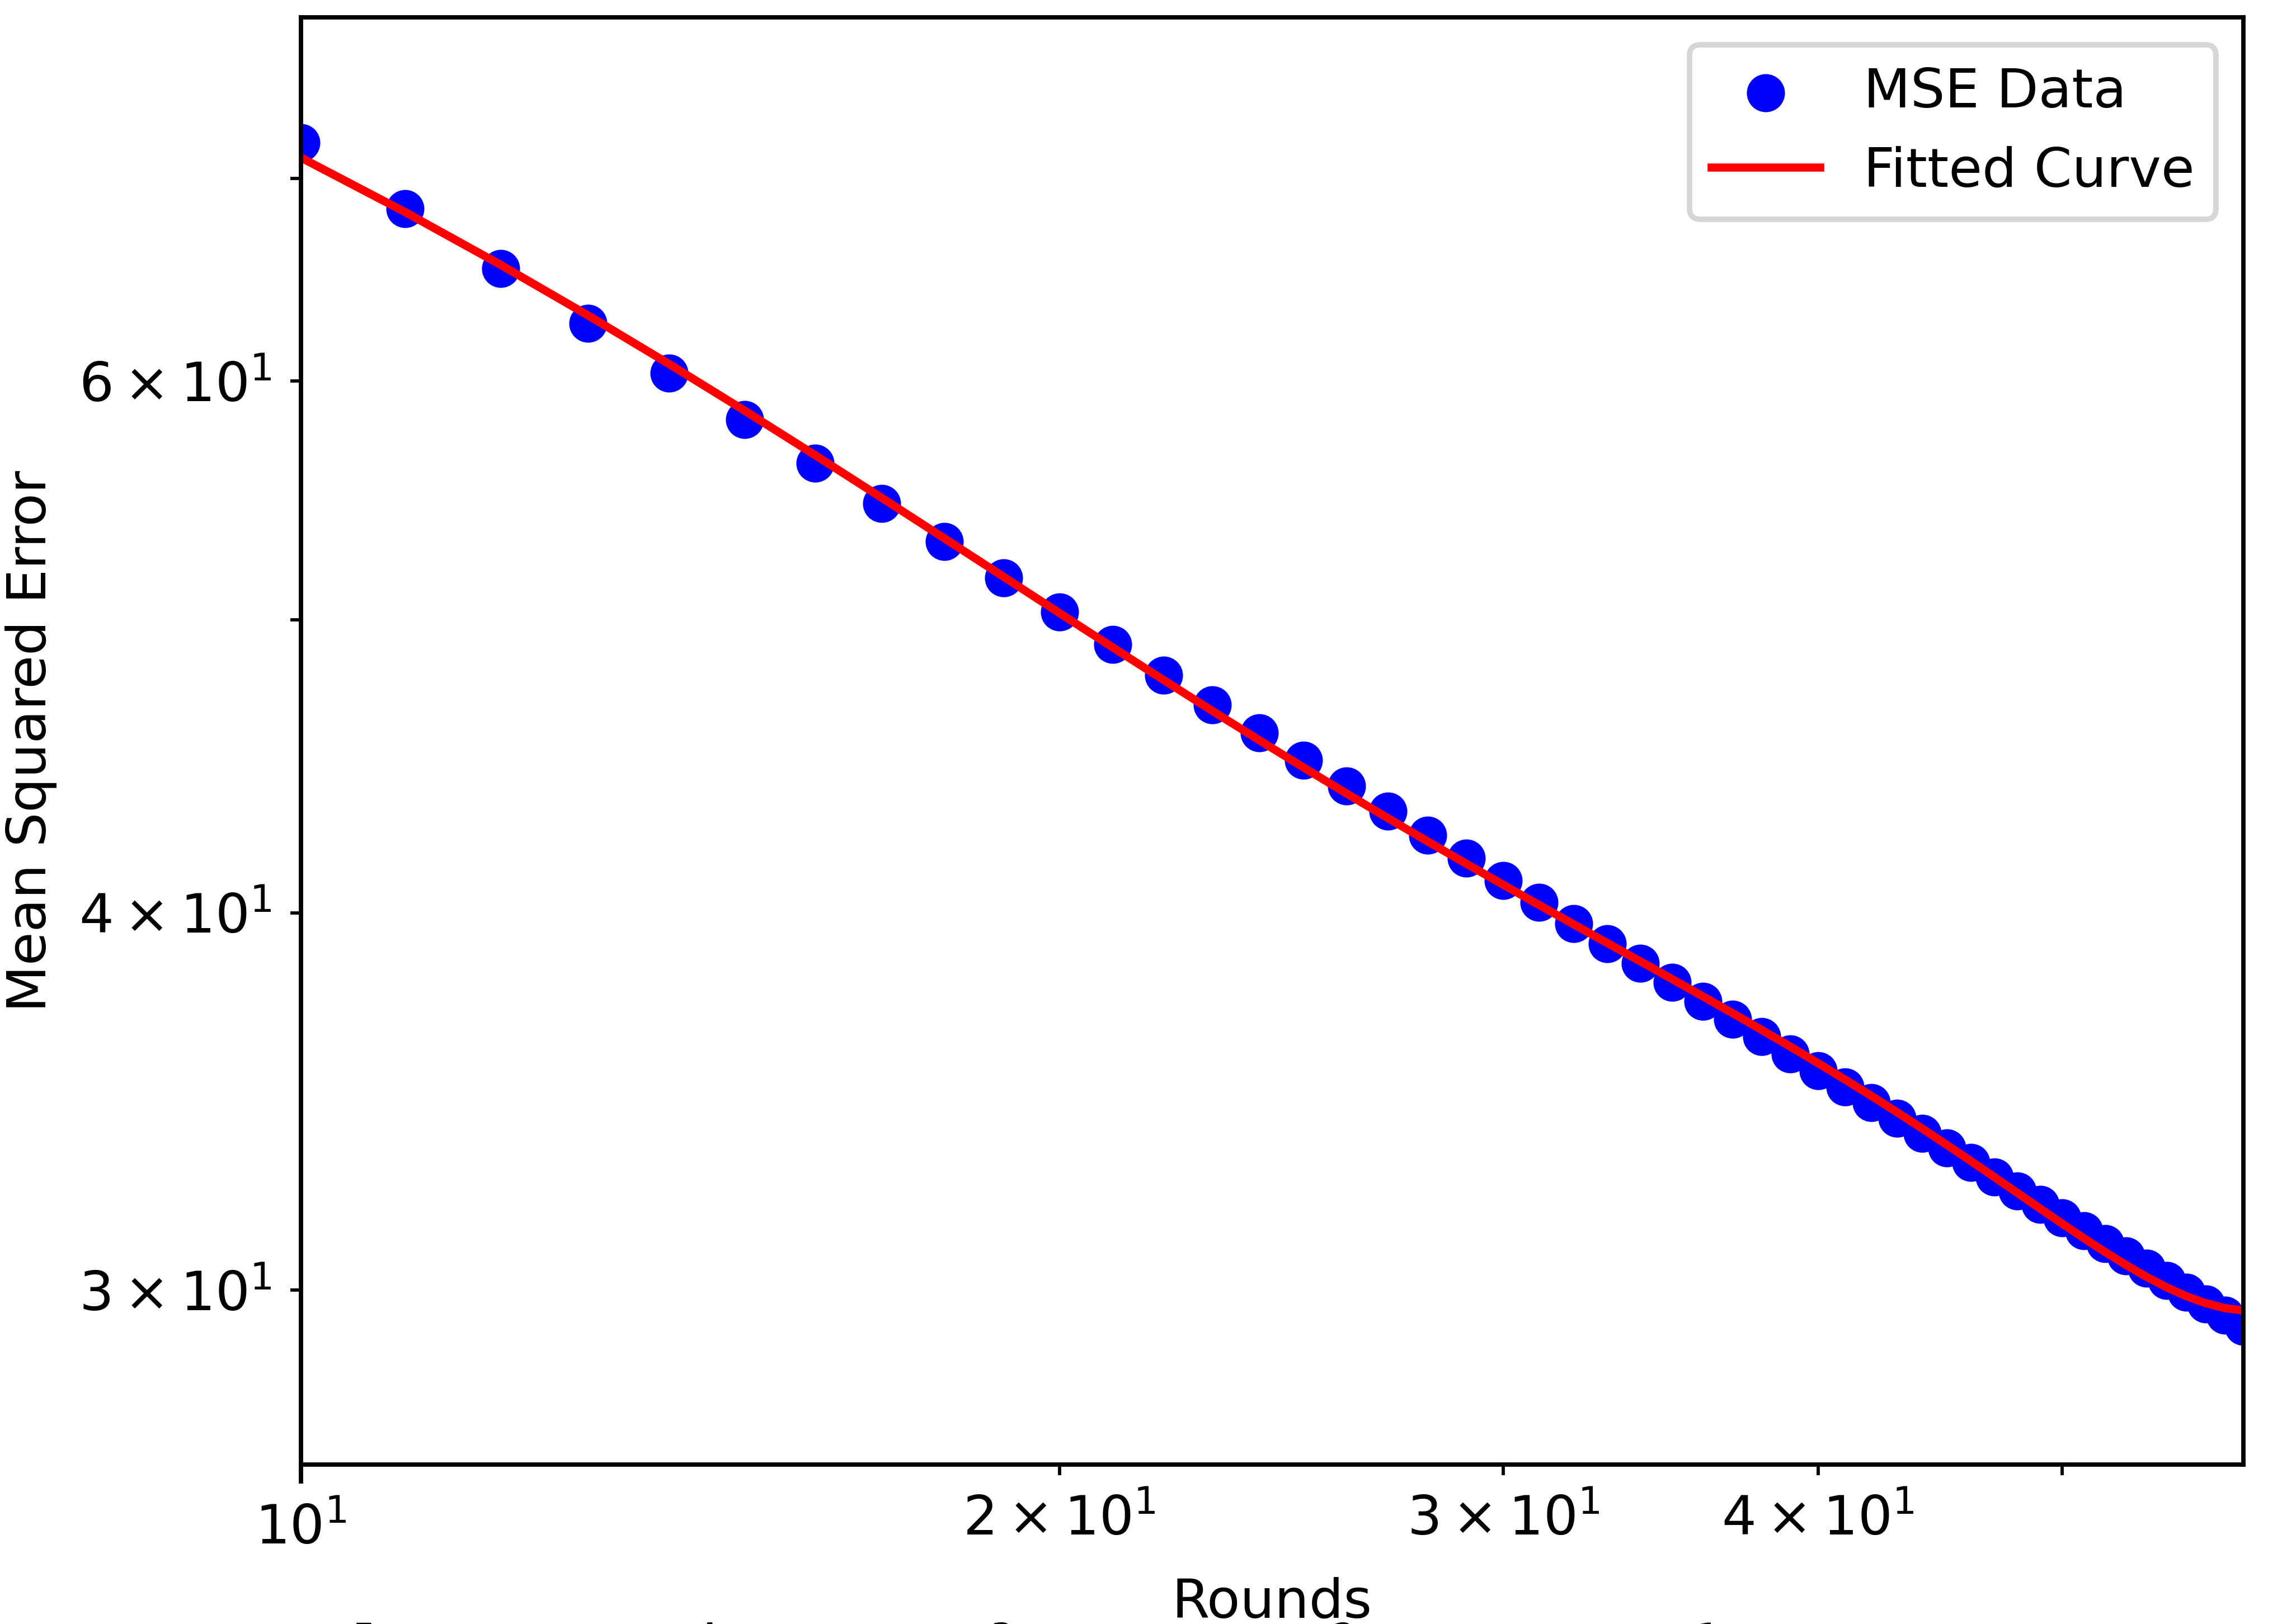 MSE Data
Fitted Curve
Mean Squared Error
6 × 10¹
4 × 10¹
3 × 10¹
10¹
2 × 10¹
3 × 10¹
4 × 10¹
Rounds